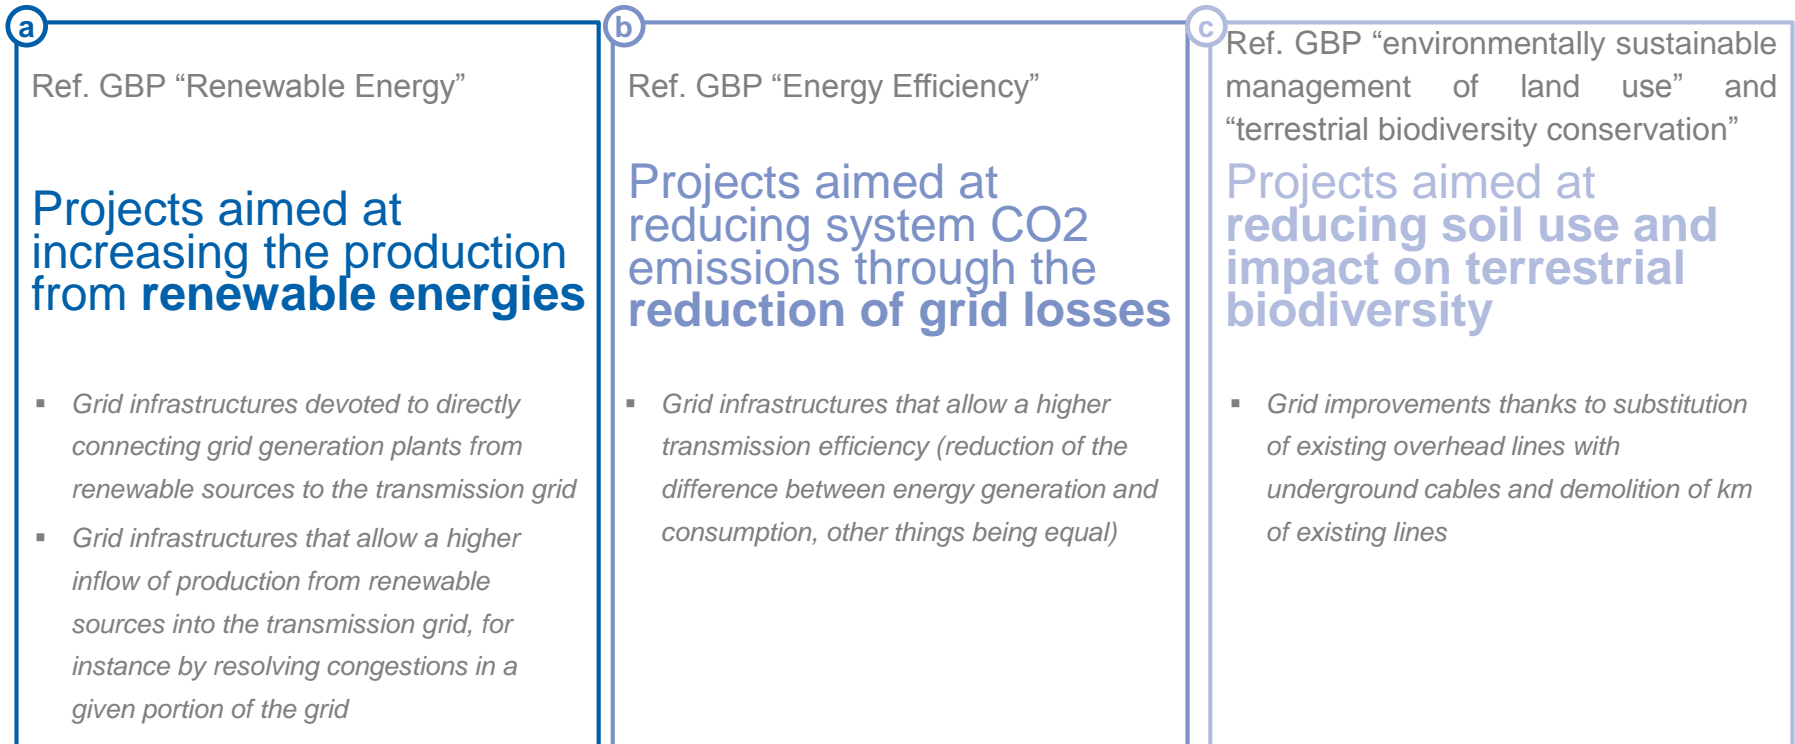 a
Ref. GBP “Renewable Energy”
Projects aimed at
increasing the production
from renewable energies
▪ Grid infrastructures devoted to directly
connecting grid generation plants from
renewable sources to the transmission grid
▪ Grid infrastructures that allow a higher
inflow of production from renewable
sources into the transmission grid, for
instance by resolving congestions in a
given portion of the grid
b
Ref. GBP “Energy Efficiency”
Projects aimed at
reducing system CO2
emissions through the
reduction of grid losses
▪ Grid infrastructures that allow a higher
transmission efficiency (reduction of the
difference between energy generation and
consumption, other things being equal)
c
Ref. GBP “environmentally sustainable
management of land use” and
“terrestrial biodiversity conservation”
Projects aimed at
reducing soil use and
impact on terrestrial
biodiversity
▪ Grid improvements thanks to substitution
of existing overhead lines with
underground cables and demolition of km
of existing lines